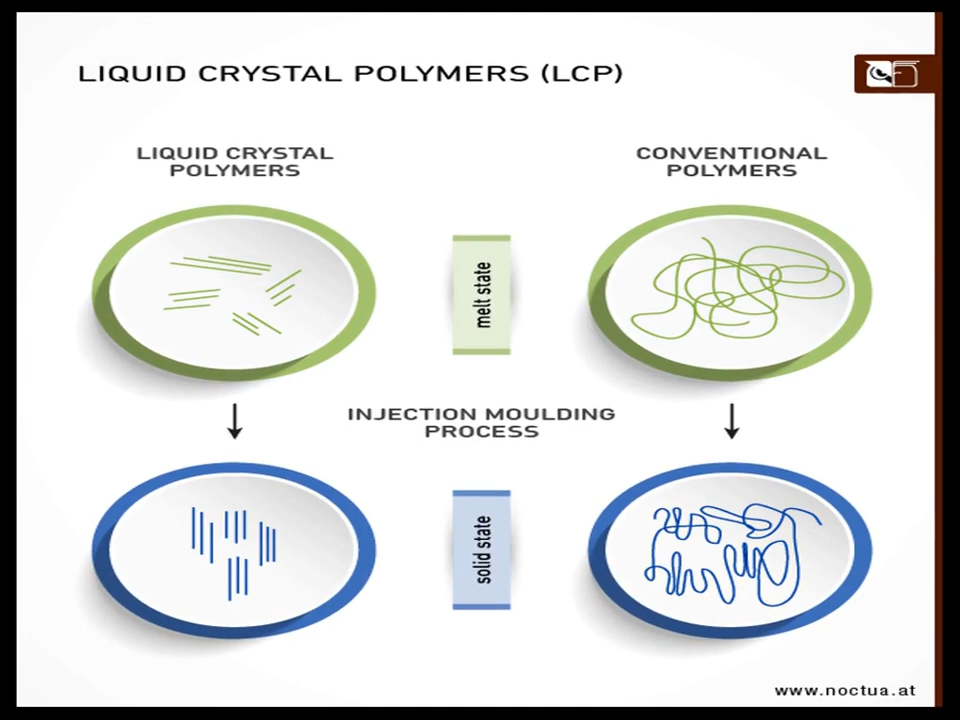 LIQUID CRYSTAL POLYMERS (LCP)
LIQUID CRYSTAL
POLYMERS
CONVENTIONAL
POLYMERS
melt state
INJECTION MOULDING
PROCESS
solid state
www.noctua.at